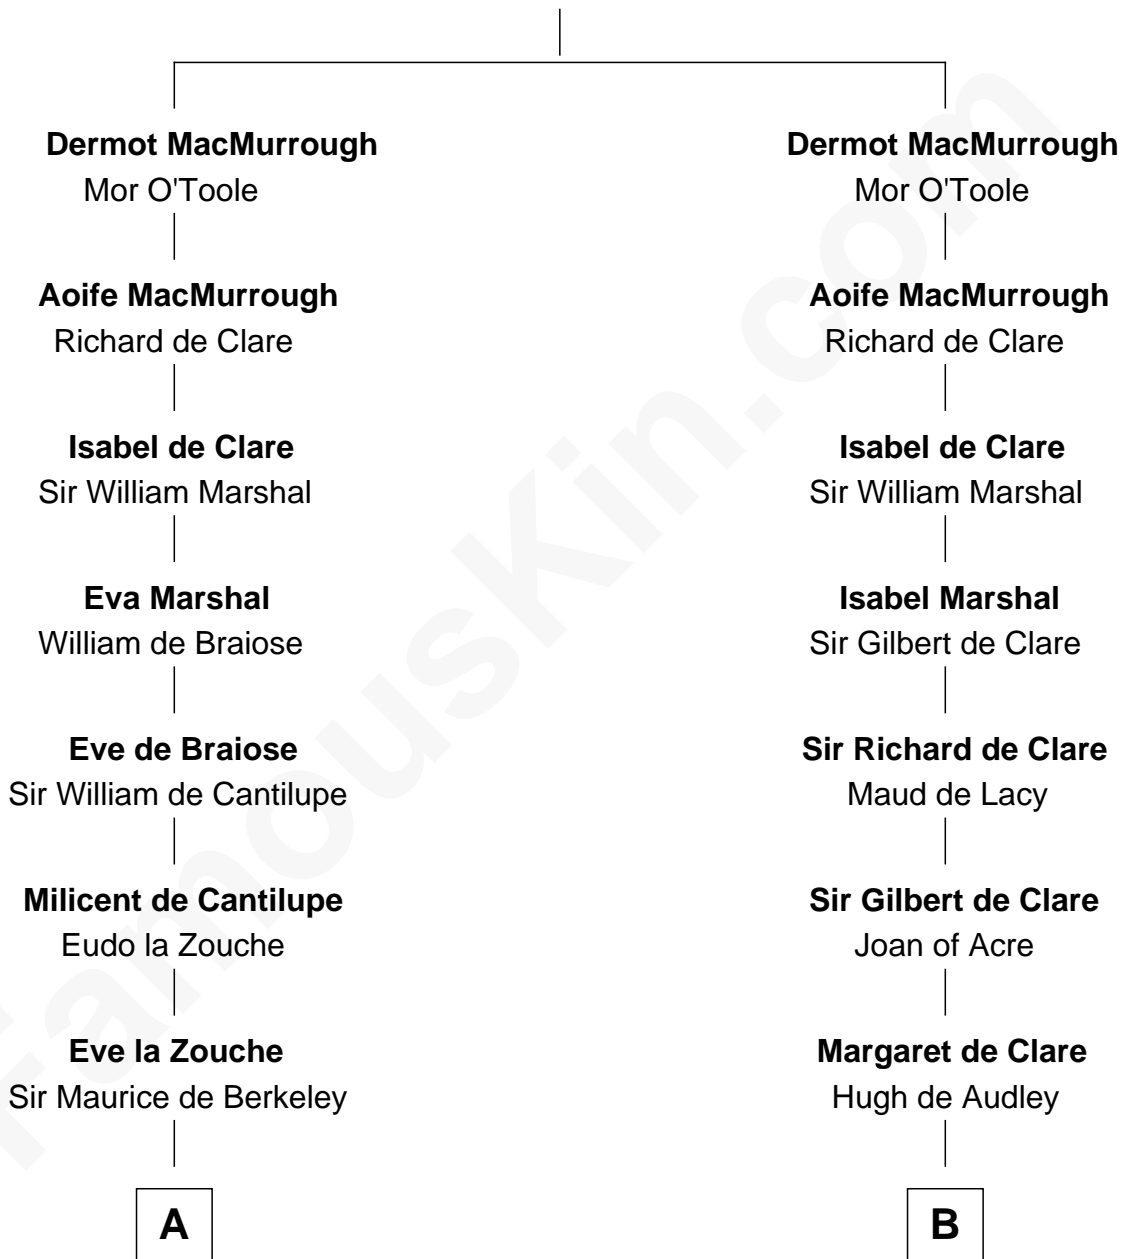 Dermot MacMurrough
Mor O'Toole
Aoife MacMurrough
Richard de Clare
Isabel de Clare
Sir William Marshal
Eva Marshal
William de Braiose
Eve de Braiose
Sir William de Cantilupe
Milicent de Cantilupe
Eudo la Zouche
Eve la Zouche
Sir Maurice de Berkeley
A
Dermot MacMurrough
Mor O'Toole
Aoife MacMurrough
Richard de Clare
Isabel de Clare
Sir William Marshal
Isabel Marshal
Sir Gilbert de Clare
Sir Richard de Clare
Maud de Lacy
Sir Gilbert de Clare
Joan of Acre
Margaret de Clare
Hugh de Audley
B
FamousKin.com